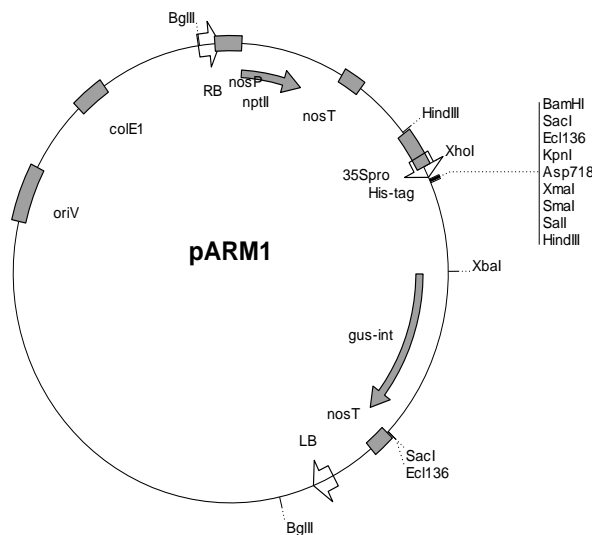 BglII
RB
nosP
nptII
nosT
colE1
oriV
HindIII
XhoI
35Spro
His-tag
BamHI
SacI
Ecl136
KpnI
Asp718
XmaI
SmaI
SalI
HindIII
pARM1
XbaI
gus-int
nosT
LB
SacI
Ecl136
BglII